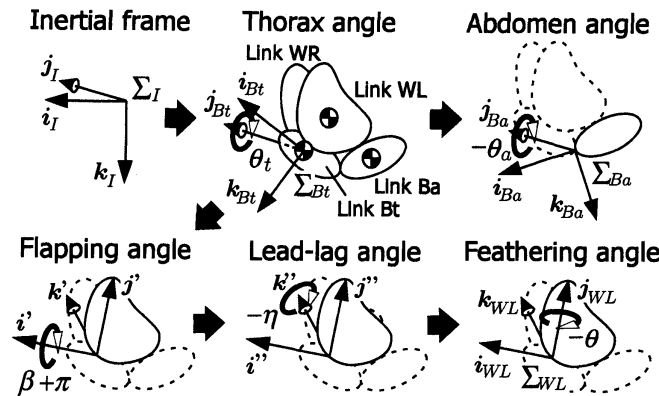 Inertial frame
Thorax angle
Abdomen angle
j_I
Σ_I
i_I
k_I
i_Bt
Link WR
Link WL
j_Bt
θ_t
k_Bt
Σ_Bt
Link Ba
Link Bt
j_Ba
-θ_a
i_Ba
Σ_Ba
k_Ba
Flapping angle
Lead-lag angle
Feathering angle
k'
j'
i'
β+π
k''
j''
-η
i''
k_WL
j_WL
-θ
i_WL
Σ_WL